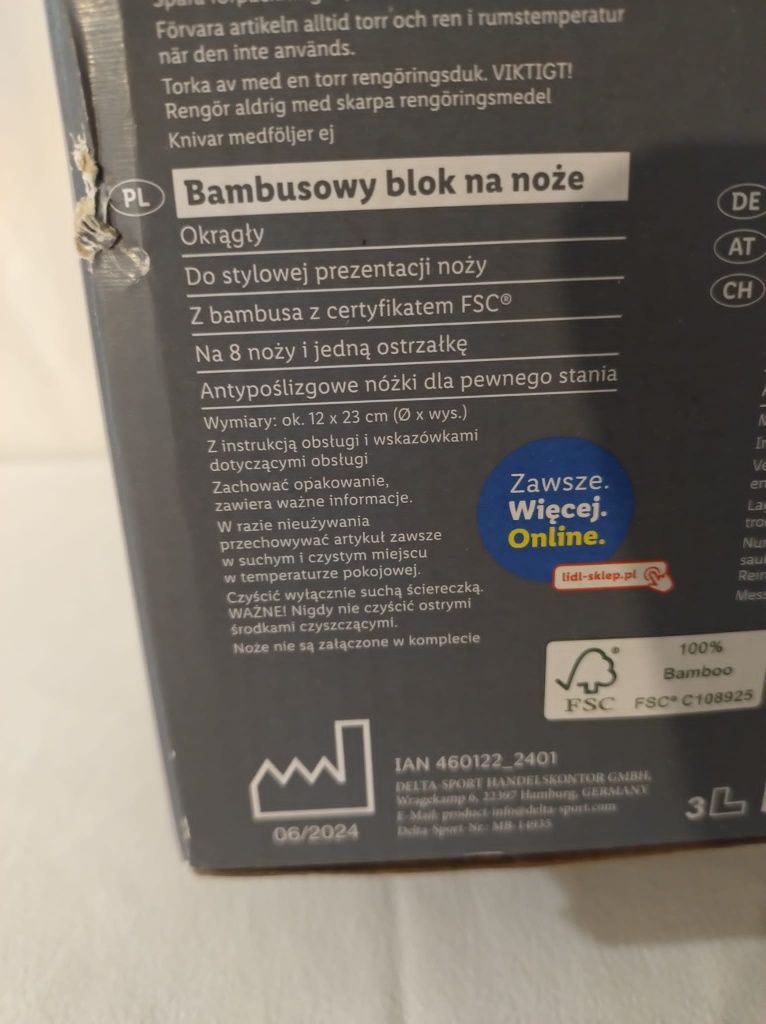 Förvara artikeln alltid torr och ren i rumstemperatur
när den inte används.
Torka av med en torr rengöringsduk. VIKTIGT!
Rengör aldrig med skarpa rengöringsmedel
Knivar medföljer ej
PL
Bambusowy blok na noże
Okrągły
Do stylowej prezentacji noży
Z bambusa z certyfikatem FSC®
Na 8 noży i jedną ostrzałkę
Antypoślizgowe nóżki dla pewnego stania
Wymiary: ok. 12 x 23 cm (Ø x wys.)
Z instrukcją obsługi i wskazówkami
dotyczącymi obsługi
Zachować opakowanie,
zawiera ważne informacje.
W razie nieużywania
przechowywać artykuł zawsze
w suchym i czystym miejscu
w temperaturze pokojowej.
Czyścić wyłącznie suchą ściereczką.
WAŻNE! Nigdy nie czyścić ostrymi
środkami czyszczącymi.
Noże nie są załączone w komplecie
Zawsze.
Więcej.
Online.
lidl-sklep.pl
DE
AT
CH
FSC
100%
Bamboo
FSC® C108925
06/2024
IAN 460122_2401
DELTA SPORT HANDELSKONTOR GMBH,
Wragekamp 6, 22397 Hamburg, GERMANY
E-Mail: product-info@delta-sport.com
Delta-Sport-Nr.: MB-14935
3L